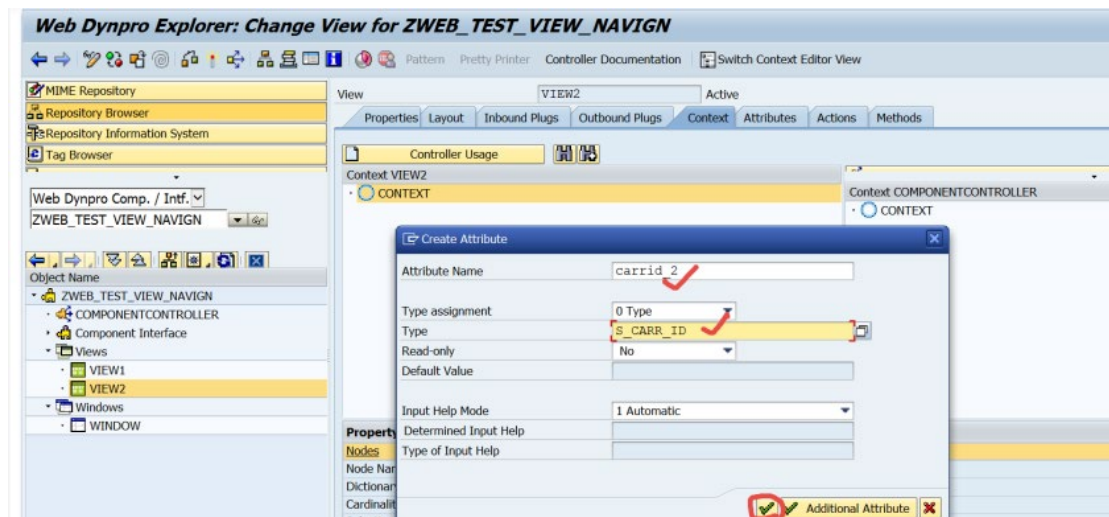 Web Dynpro Explorer: Change View for ZWEB_TEST_VIEW_NAVIGN
Pattern Pretty Printer Controller Documentation Switch Context Editor View
MIME Repository
Repository Browser
Repository Information System
Tag Browser
Web Dynpro Comp. / Intf.
ZWEB_TEST_VIEW_NAVIGN
Object Name
ZWEB_TEST_VIEW_NAVIGN
COMPONENTCONTROLLER
Component Interface
Views
VIEW1
VIEW2
Windows
WINDOW
View VIEW2 Active
Properties Layout Inbound Plugs Outbound Plugs Context Attributes Actions Methods
Controller Usage
Context VIEW2
CONTEXT
Context COMPONENTCONTROLLER
CONTEXT
Create Attribute
Attribute Name carrid_2
Type assignment 0 Type
Type S_CARR_ID
Read-only No
Default Value
Input Help Mode 1 Automatic
Determined Input Help
Type of Input Help
Additional Attribute
Property
Nodes
Node Nar
Dictionar
Cardinalit